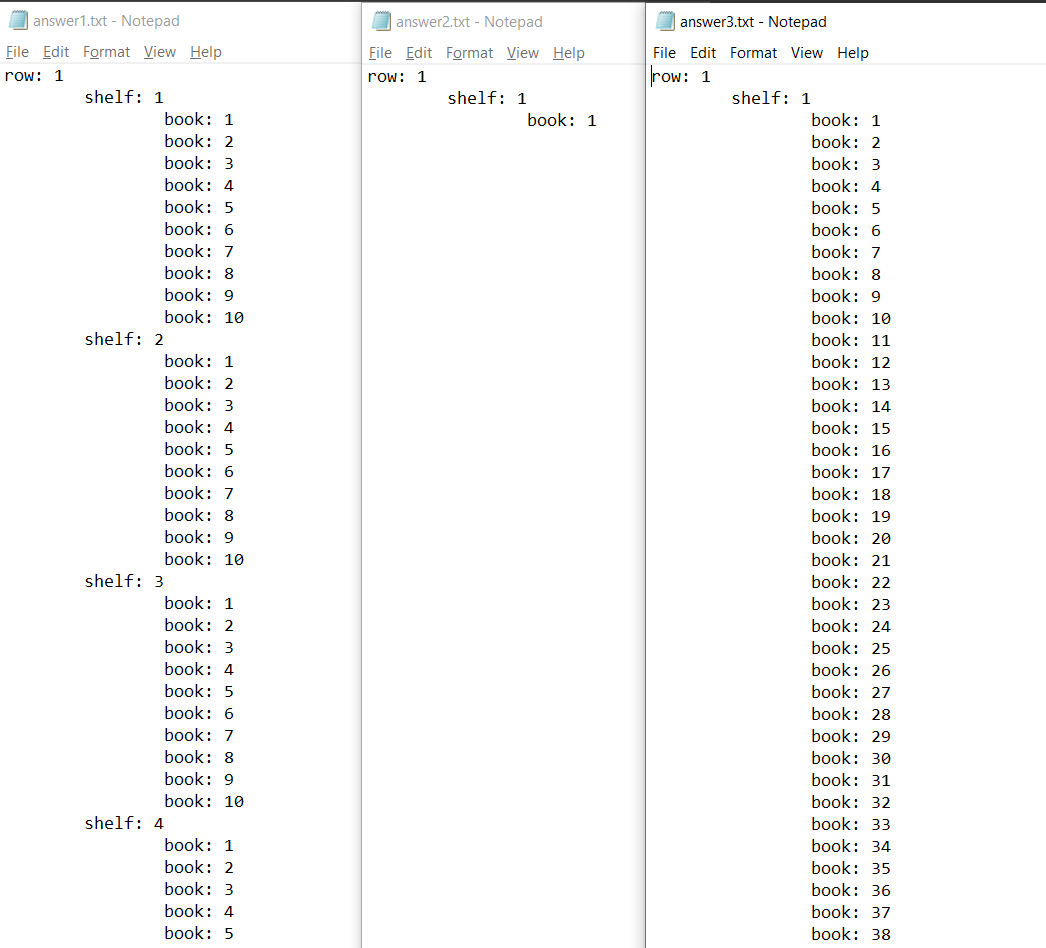 answer1.txt - Notepad
File Edit Format View Help
row: 1
shelf: 1
book: 1
book: 2
book: 3
book: 4
book: 5
book: 6
book: 7
book: 8
book: 9
book: 10
shelf: 2
book: 1
book: 2
book: 3
book: 4
book: 5
book: 6
book: 7
book: 8
book: 9
book: 10
shelf: 3
book: 1
book: 2
book: 3
book: 4
book: 5
book: 6
book: 7
book: 8
book: 9
book: 10
shelf: 4
book: 1
book: 2
book: 3
book: 4
book: 5
answer2.txt - Notepad
File Edit Format View Help
row: 1
shelf: 1
book: 1
answer3.txt - Notepad
File Edit Format View Help
row: 1
shelf: 1
book: 1
book: 2
book: 3
book: 4
book: 5
book: 6
book: 7
book: 8
book: 9
book: 10
book: 11
book: 12
book: 13
book: 14
book: 15
book: 16
book: 17
book: 18
book: 19
book: 20
book: 21
book: 22
book: 23
book: 24
book: 25
book: 26
book: 27
book: 28
book: 29
book: 30
book: 31
book: 32
book: 33
book: 34
book: 35
book: 36
book: 37
book: 38